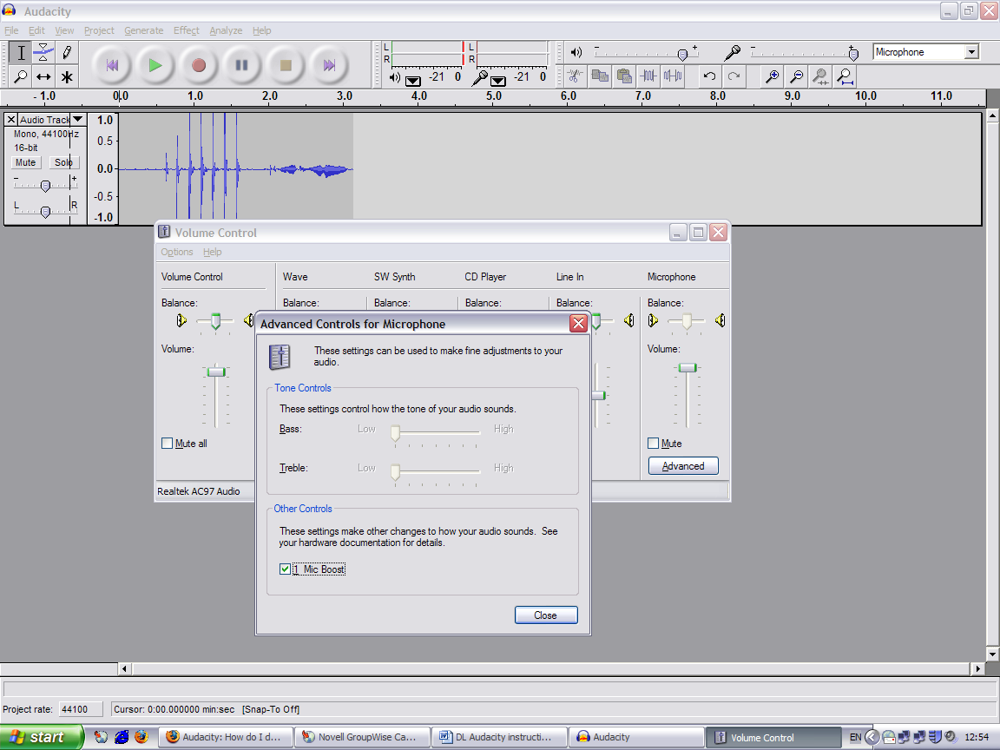 Audacity
File Edit View Project Generate Effect Analyze Help
L
R
L
R
-21 0
-21 0
- +
- +
Microphone
- 1.0 0.0 1.0 2.0 3.0 4.0 5.0 6.0 7.0 8.0 9.0 10.0 11.0
Audio Track
Mono, 44100Hz
16-bit
Mute Solo
- +
L R
1.0
0.5
0.0
-0.5
-1.0
Volume Control
Options Help
Volume Control Wave SW Synth CD Player Line In Microphone
Balance: Balance: Balance: Balance: Balance: Balance:
Volume: Volume:
Mute all
Mute
Advanced
Realtek AC97 Audio
Advanced Controls for Microphone
These settings can be used to make fine adjustments to your
audio.
Tone Controls
These settings control how the tone of your audio sounds.
Bass: Low High
Treble: Low High
Other Controls
These settings make other changes to how your audio sounds. See
your hardware documentation for details.
1 Mic Boost
Close
Project rate: 44100 Cursor: 0:00.000000 min:sec [Snap-To Off]
start Audacity: How do I d... Novell GroupWise Ca... DL Audacity instructi... Audacity Volume Control EN 12:54